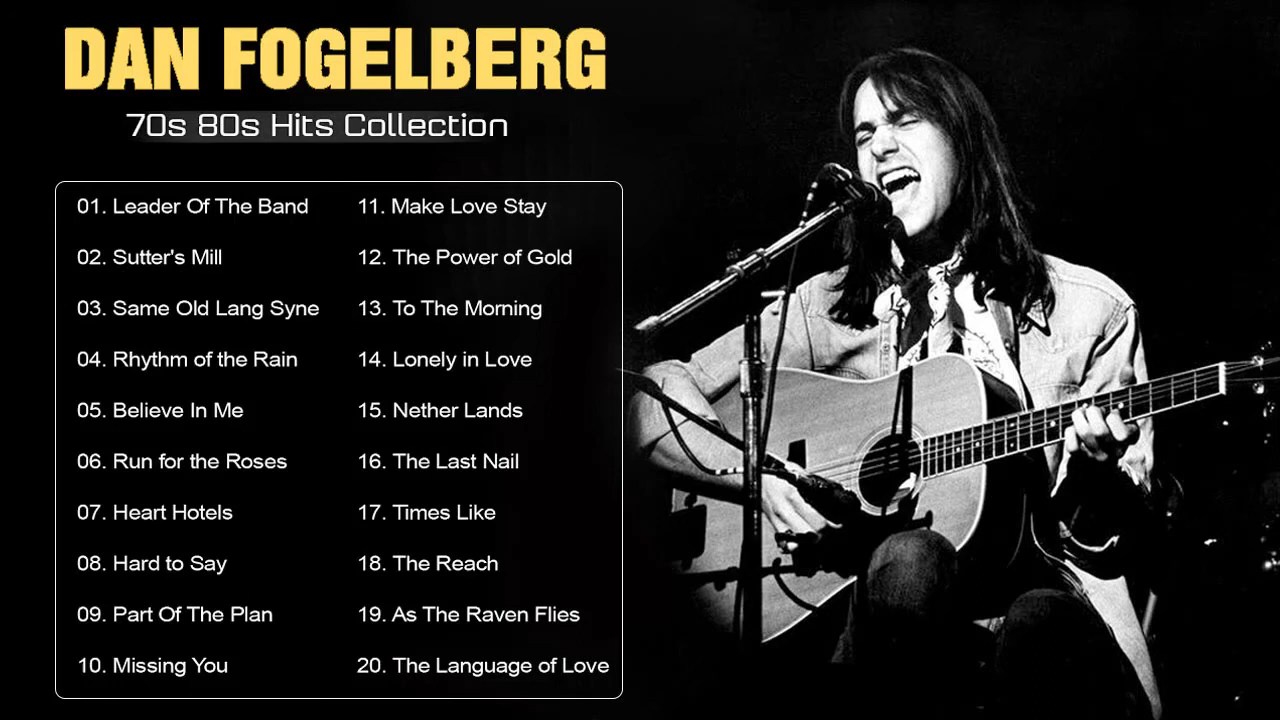 DAN FOGELBERG
70s 80s Hits Collection
01. Leader Of The Band
02. Sutter's Mill
03. Same Old Lang Syne
04. Rhythm of the Rain
05. Believe In Me
06. Run for the Roses
07. Heart Hotels
08. Hard to Say
09. Part Of The Plan
10. Missing You
11. Make Love Stay
12. The Power of Gold
13. To The Morning
14. Lonely in Love
15. Nether Lands
16. The Last Nail
17. Times Like
18. The Reach
19. As The Raven Flies
20. The Language of Love